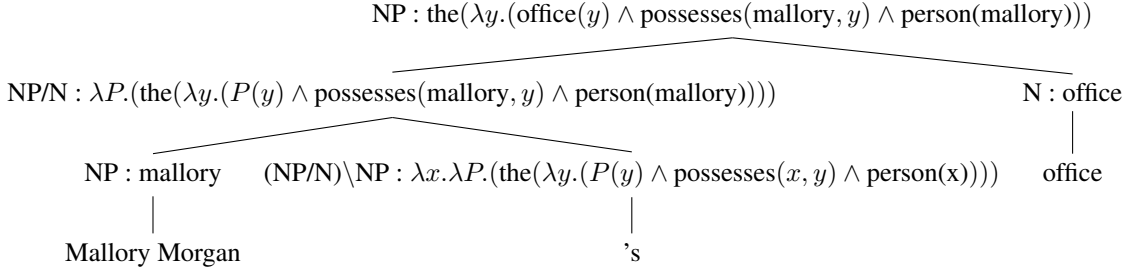 NP : the(λy.(office(y) ∧ possesses(mallory, y) ∧ person(mallory)))
NP/N : λP.(the(λy.(P(y) ∧ possesses(mallory, y) ∧ person(mallory)))) N : office
NP : mallory (NP/N)\NP : λx.λP.(the(λy.(P(y) ∧ possesses(x, y) ∧ person(x)))) office
Mallory Morgan 's